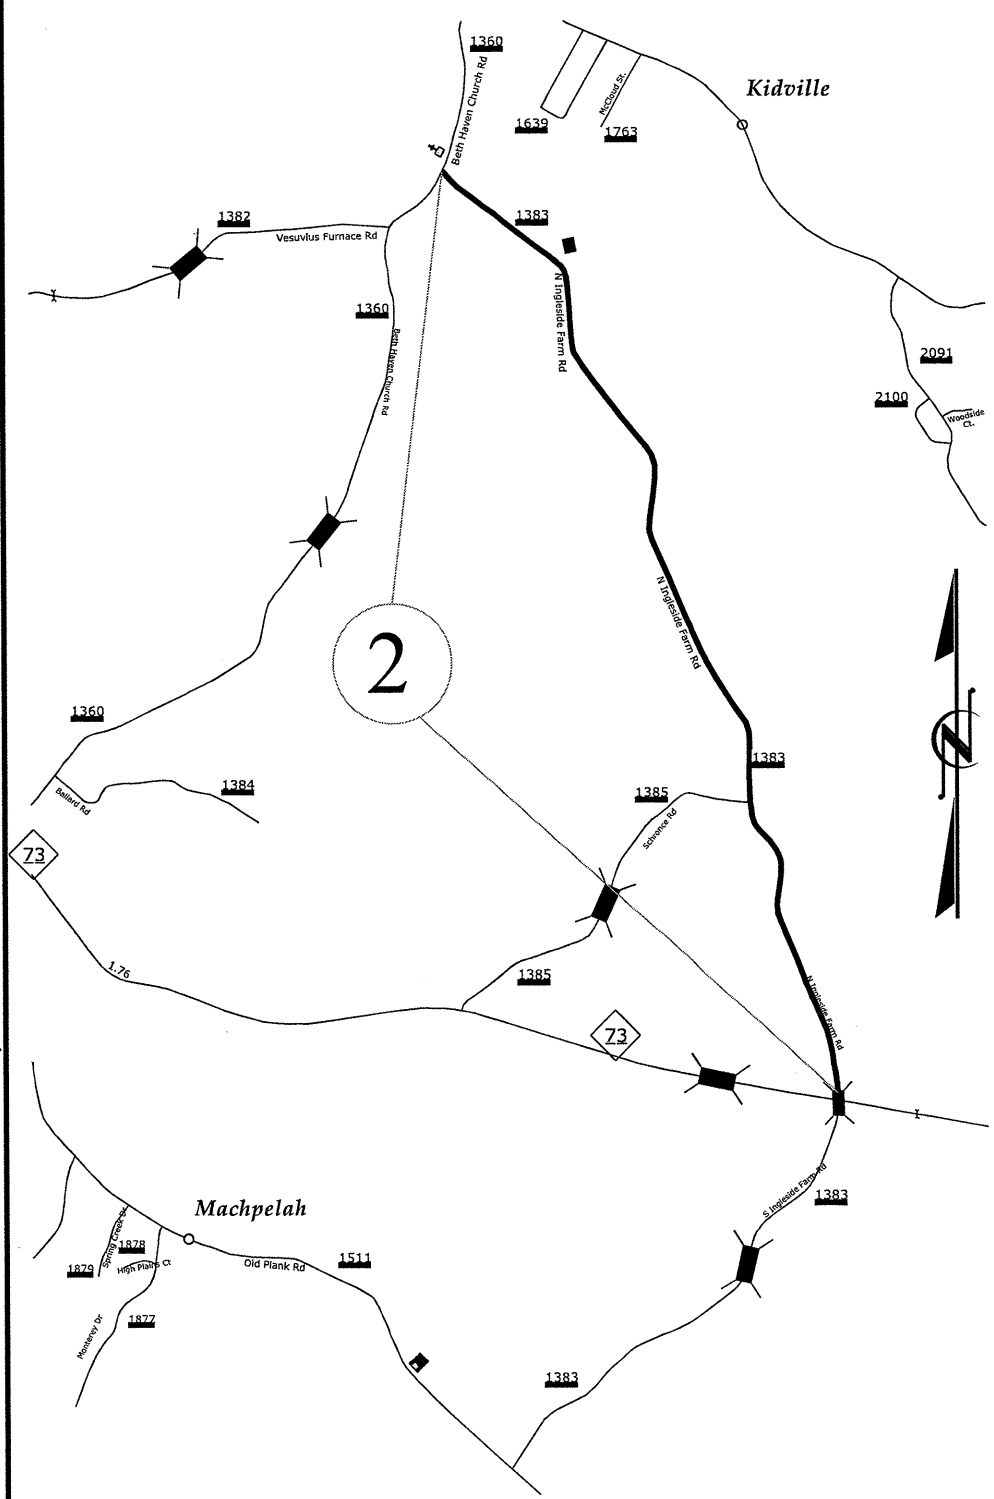 1360
Beth Haven Church Rd
Kidville
McCloud St.
1639
1763
1382
Vesuvius Furnace Rd
1383
N Ingleside Farm Rd
1360
Beth Haven Church Rd
2091
2100
Woodside
Ct.
N Ingleside Farm Rd
2
1360
1383
Ballard Rd
1384
1385
Schronce Rd
73
1.76
1385
N Ingleside Farm Rd
73
N
S Ingleside Farm Rd
1383
Machpelah
Spring Creek Dr
1878
1879
High Plains Ct
Old Plank Rd
1511
1877
Monterey Dr
1383